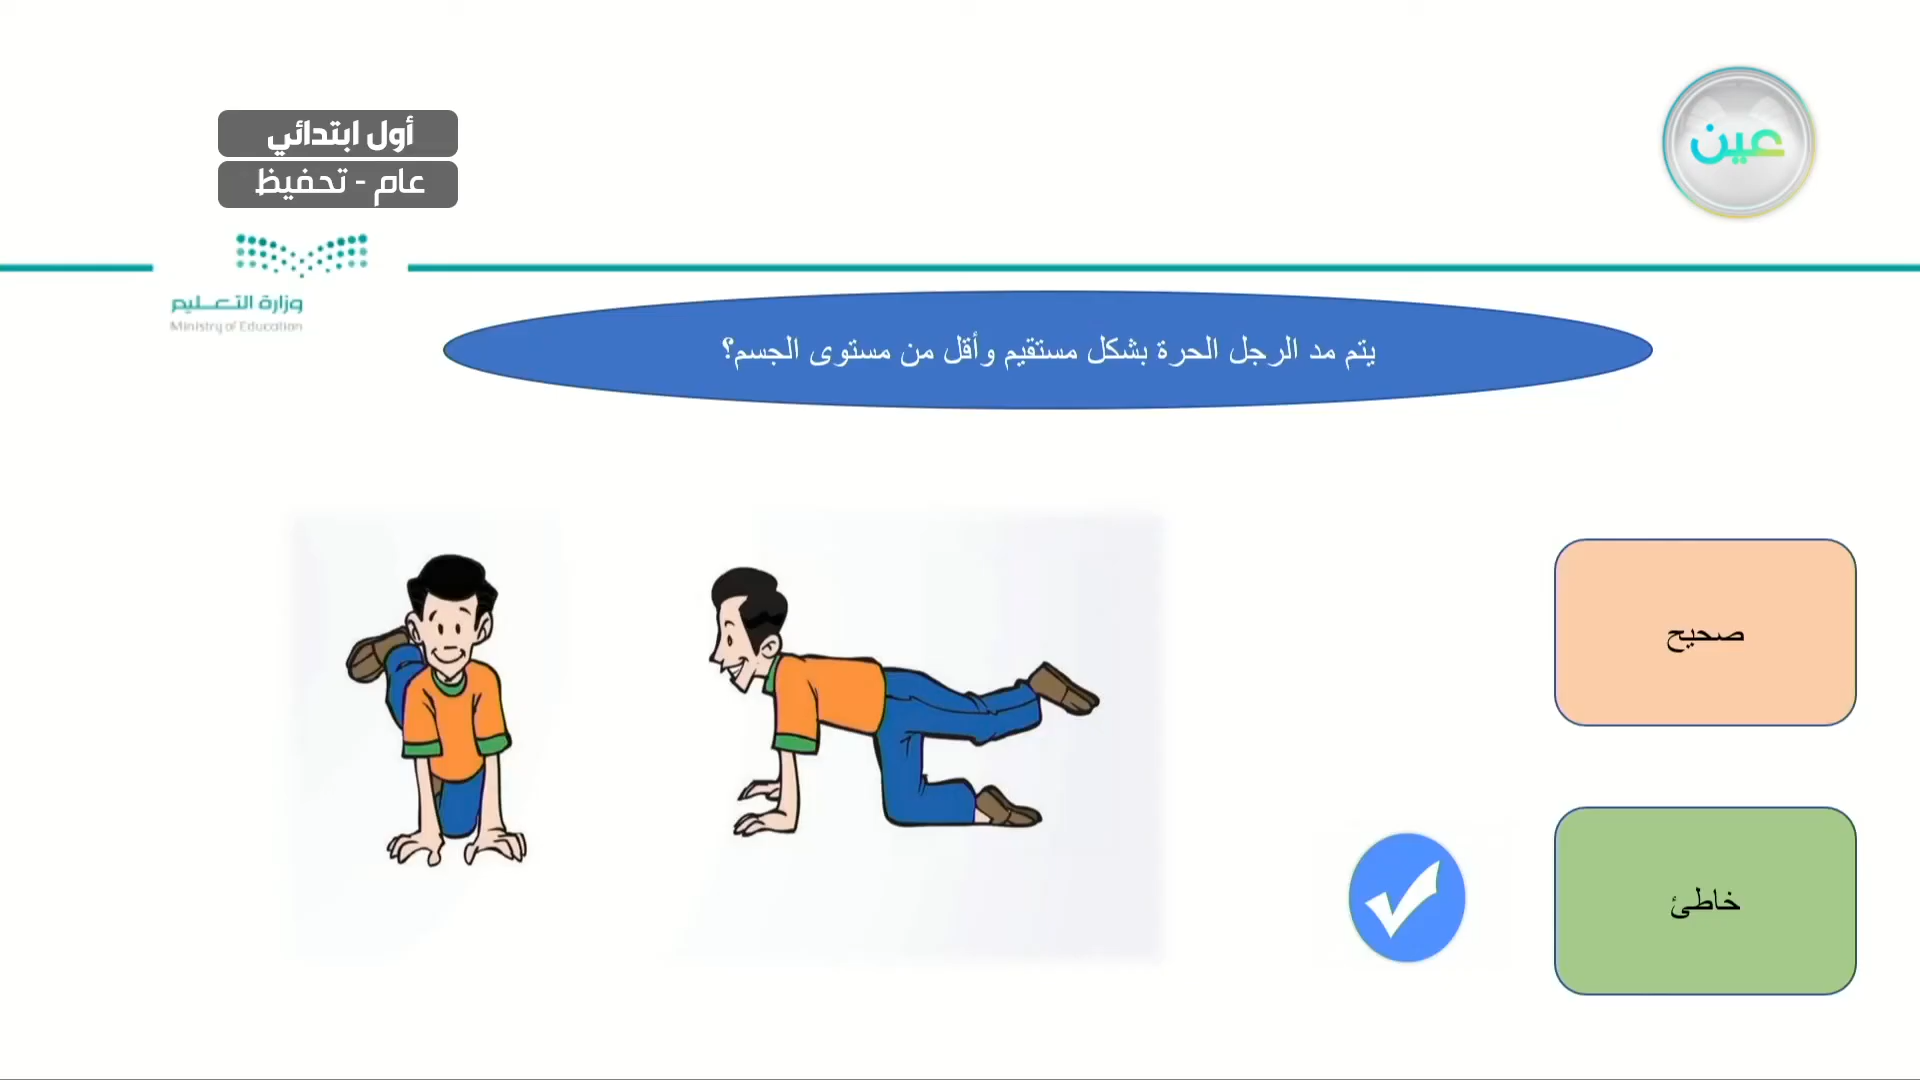 أول ابتدائي
عام - تحفيظ
عين
وزارة التعليم
Ministry of Education
يتم مد الرجل الحرة بشكل مستقيم وأقل من مستوى الجسم؟
صحيح
خاطئ